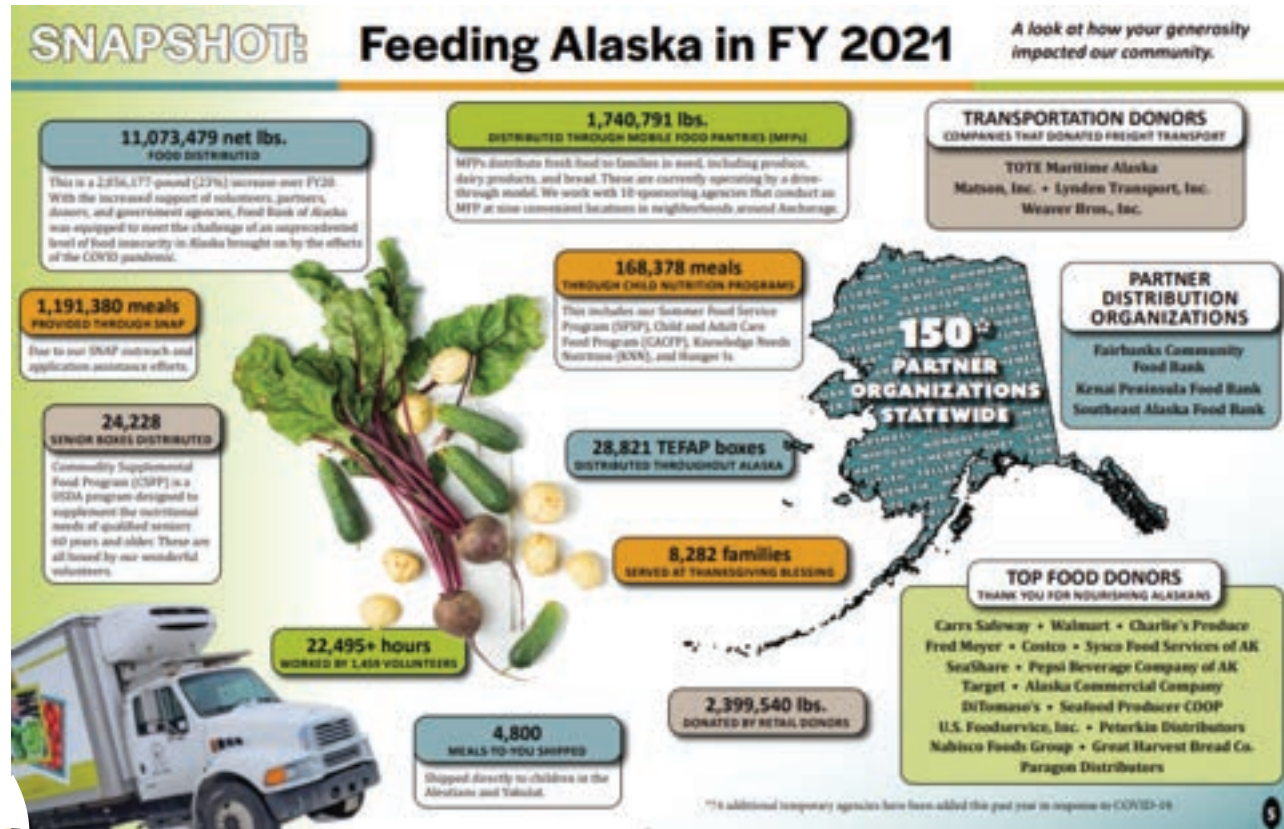 SNAPSHOT:
Feeding Alaska in FY 2021
A look at how your generosity
impacted our community.
11,073,479 net lbs.
FOOD DISTRIBUTED
This is a 2,056,177-pound (23%) increase over FY20.
With the increased support of volunteers, partners,
donors, and government agencies, Food Bank of Alaska
was equipped to meet the challenge of an unprecedented
level of food insecurity in Alaska brought on by the effects
of the COVID pandemic.
1,740,791 lbs.
DISTRIBUTED THROUGH MOBILE FOOD PANTRIES (MFPs)
MFPs distribute fresh food to families in need, including produce,
dairy products, and bread. These are currently operating by a drive-
through model. We work with 10 sponsoring agencies that conduct an
MFP at nine convenient locations in neighborhoods around Anchorage.
TRANSPORTATION DONORS
COMPANIES THAT DONATED FREIGHT TRANSPORT
TOTE Maritime Alaska
Matson, Inc. • Lynden Transport, Inc.
Weaver Bros., Inc.
1,191,380 meals
PROVIDED THROUGH SNAP
Due to our SNAP outreach and
application assistance efforts.
168,378 meals
THROUGH CHILD NUTRITION PROGRAMS
This includes our Summer Food Service
Program (SFSP), Child and Adult Care
Food Program (CACFP), Knowledge Needs
Nutrition (KNN), and Hunger 1s.
150*
PARTNER
ORGANIZATIONS
STATEWIDE
PARTNER
DISTRIBUTION
ORGANIZATIONS
Fairbanks Community
Food Bank
Kenai Peninsula Food Bank
Southeast Alaska Food Bank
24,228
SENIOR BOXES DISTRIBUTED
Commodity Supplemental
Food Program (CSFP) is a
USDA program designed to
supplement the nutritional
needs of qualified seniors
60 years and older. These are
all boxed by our wonderful
volunteers.
28,821 TEFAP boxes
DISTRIBUTED THROUGHOUT ALASKA
8,282 families
SERVED AT THANKSGIVING BLESSING
22,495+ hours
WORKED BY 1,459 VOLUNTEERS
2,399,540 lbs.
DONATED BY RETAIL DONORS
4,800
MEALS-TO-YOU SHIPPED
Shipped directly to children in the
Aleutians and Yakutat.
TOP FOOD DONORS
THANK YOU FOR NOURISHING ALASKANS
Carrs Safeway • Walmart • Charlie's Produce
Fred Meyer • Costco • Sysco Food Services of AK
SeaShare • Pepsi Beverage Company of AK
Target • Alaska Commercial Company
DiTomaso's • Seafood Producer COOP
U.S. Foodservice, Inc. • Peterkin Distributors
Nabisco Foods Group • Great Harvest Bread Co.
Paragon Distributors
*74 additional temporary agencies have been added this past year in response to COVID-19
5